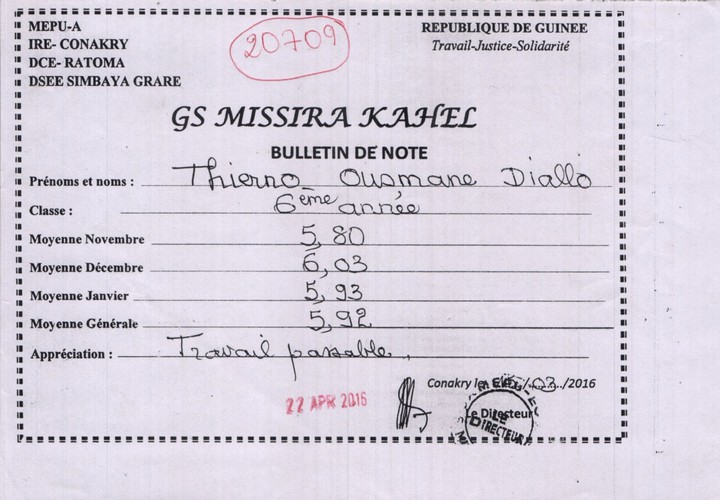 MEPU-A
IRE- CONAKRY
DCE- RATOMA
DSEE SIMBAYA GRARE
20709
REPUBLIQUE DE GUINEE
Travail-Justice-Solidarité
GS MISSIRA KAHEL
BULLETIN DE NOTE
Prénoms et noms : Thierno Ousmane Diallo
Classe : 6ème année
Moyenne Novembre 5,80
Moyenne Décembre 6,03
Moyenne Janvier 5,93
Moyenne Générale 5,92
Appréciation : Travail passable.
Conakry le /03/2016
22 APR 2016
Le Directeur
LE
DIRECTEUR